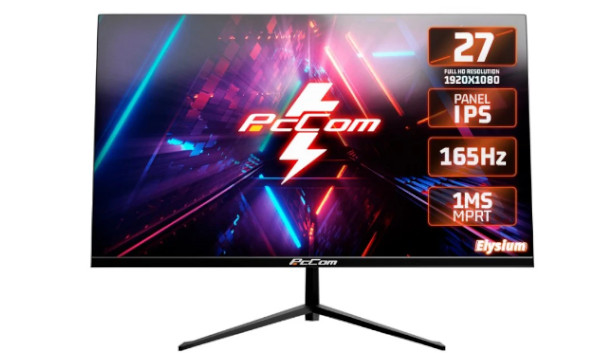 PcCom
27
FULL HD RESOLUTION
1920X1080
PANEL
IPS
165Hz
1MS
MPRT
Elysium
PcCom